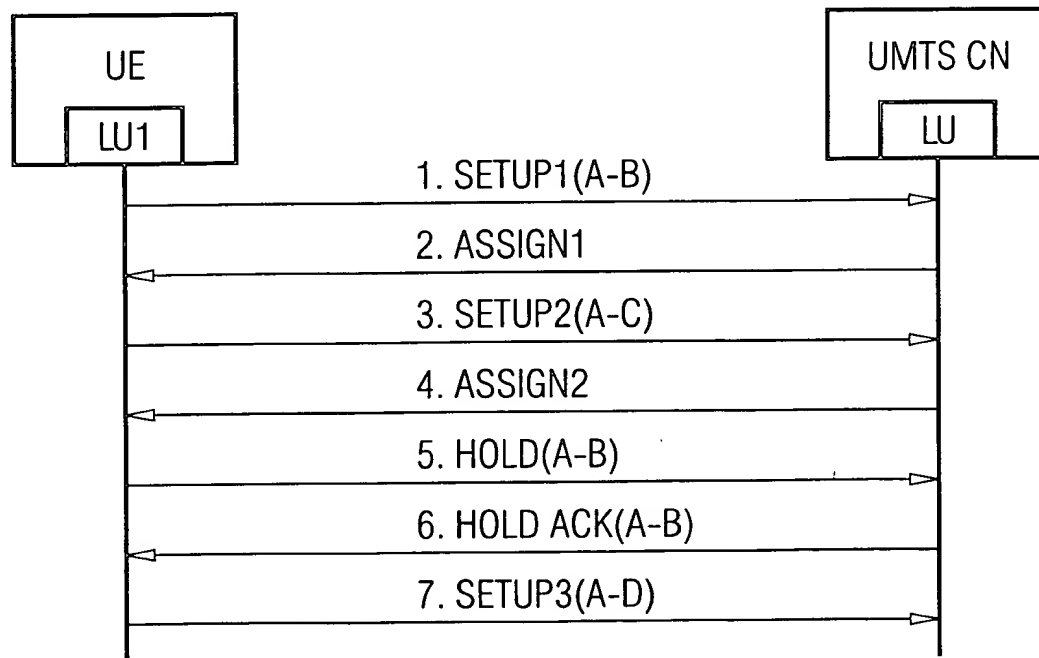 UE
UMTS CN
LU1
LU
1. SETUP1(A-B)
2. ASSIGN1
3. SETUP2(A-C)
4. ASSIGN2
5. HOLD(A-B)
6. HOLD ACK(A-B)
7. SETUP3(A-D)